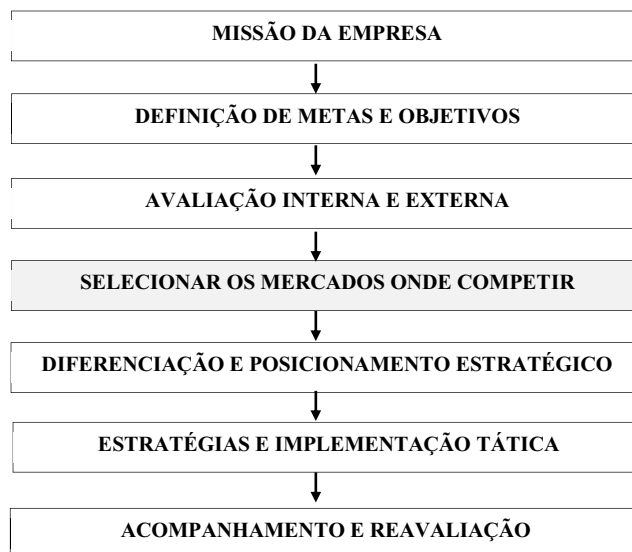 MISSÃO DA EMPRESA
DEFINIÇÃO DE METAS E OBJETIVOS
AVALIAÇÃO INTERNA E EXTERNA
SELECIONAR OS MERCADOS ONDE COMPETIR
DIFERENCIAÇÃO E POSICIONAMENTO ESTRATÉGICO
ESTRATÉGIAS E IMPLEMENTAÇÃO TÁTICA
ACOMPANHAMENTO E REAVALIAÇÃO